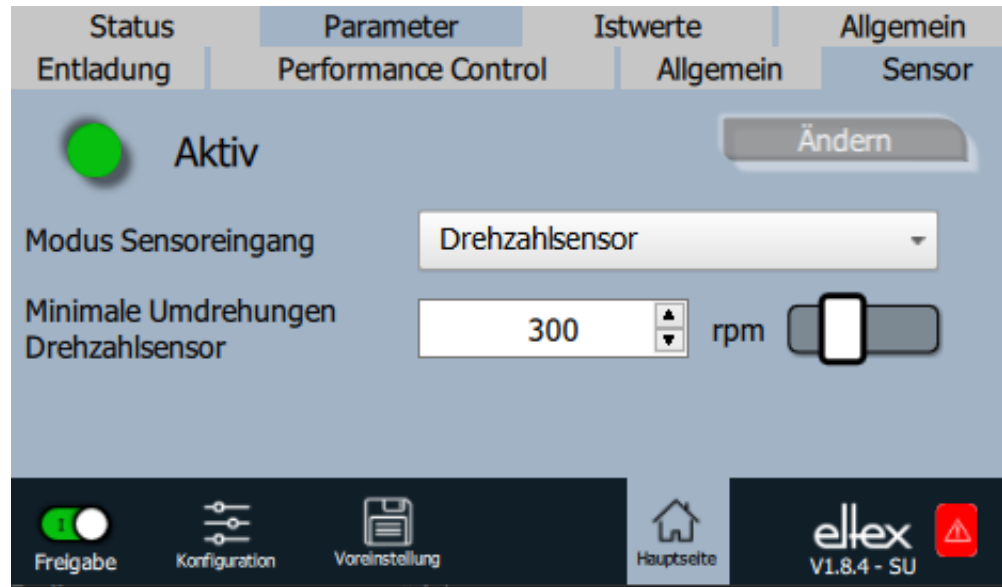 Status Parameter Istwerte Allgemein
Entladung Performance Control Allgemein Sensor
Aktiv Ändern
Modus Sensoreingang Drehzahlsensor
Minimale Umdrehungen
Drehzahlsensor 300 rpm
I
Freigabe Konfiguration Voreinstellung Hauptseite
eltex
V1.8.4 - SU